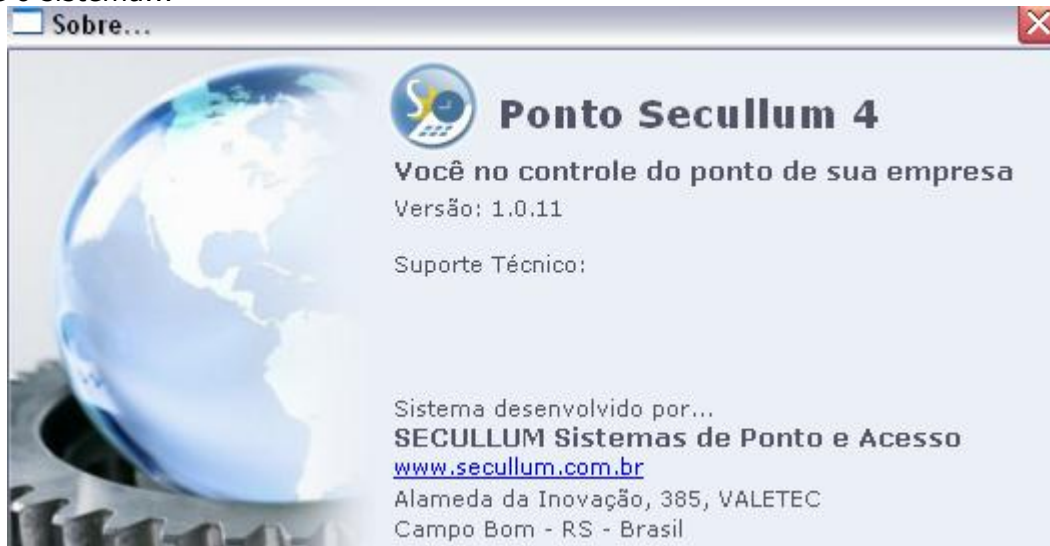 Sobre...
Ponto Secullum 4
Você no controle do ponto de sua empresa
Versão: 1.0.11
Suporte Técnico:
Sistema desenvolvido por...
SECULLUM Sistemas de Ponto e Acesso
www.secullum.com.br
Alameda da Inovação, 385, VALETEC
Campo Bom - RS - Brasil